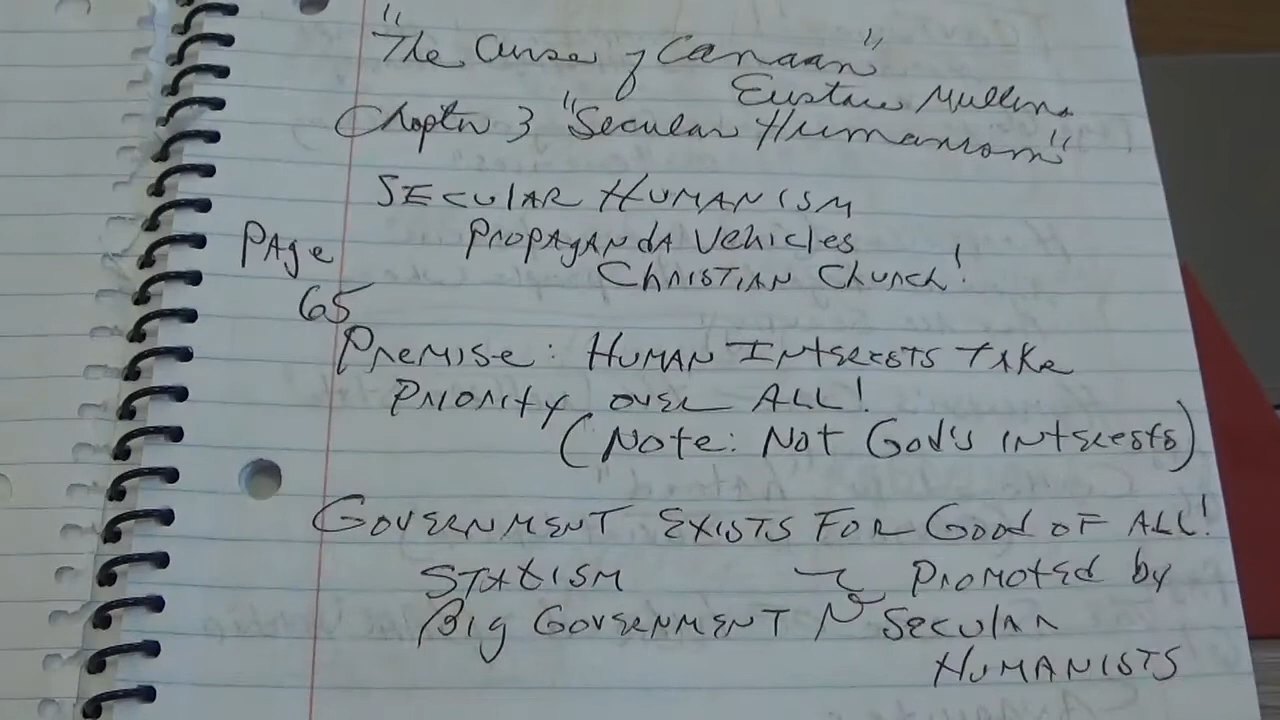 "The Curse of Canaan"
Eustace Mullins
Chapter 3 "Secular Humanism"
SECULAR HUMANISM
PAge
65
PROPAgANdA Vehicles
CHRISTIAN CHURCH!
PREMISE: HUMAN INTERESTS TAKE
PRIORITY OVER ALL!
(Note: Not God's interests)
GOVERNMENT EXISTS FOR GOOD OF ALL!
STATISM PROMOTED by
BIg GOVERNMENT SECULAR
HUMANISTS